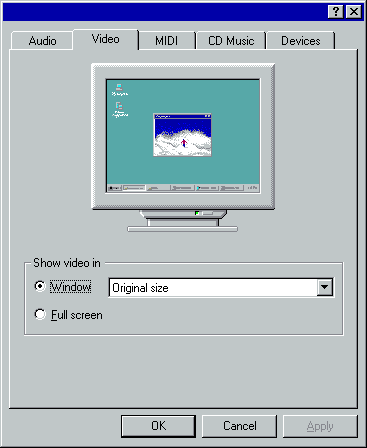 Audio Video MIDI CD Music Devices
Show video in
Window Original size
Full screen
OK Cancel Apply